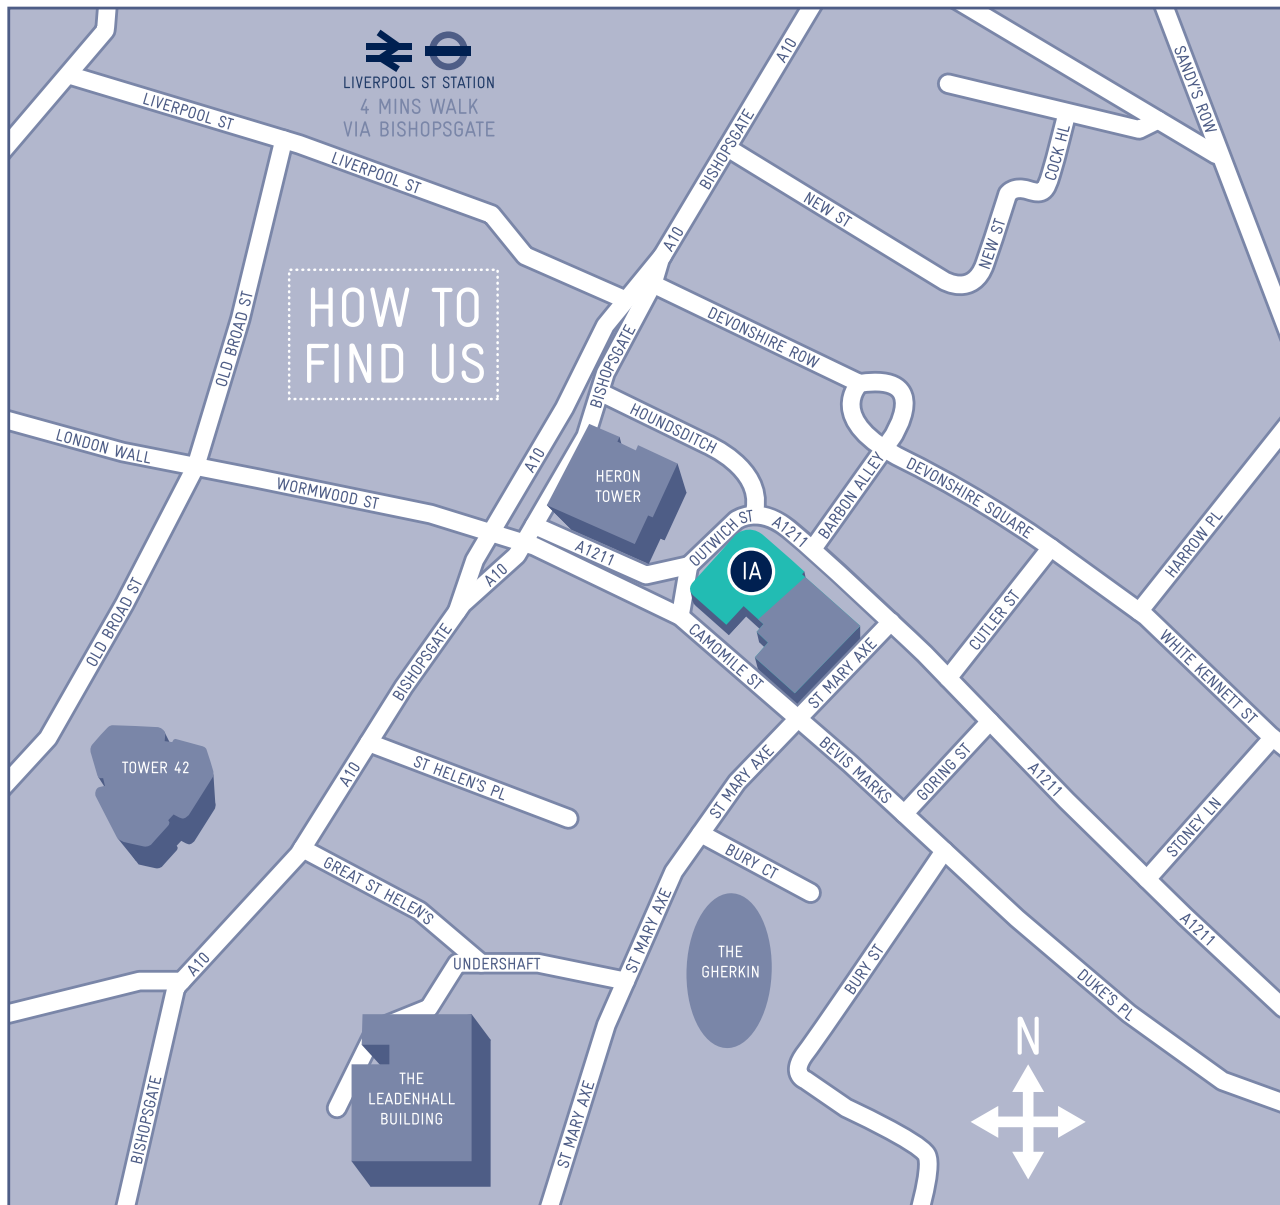 A10
SANDY'S ROW
LIVERPOOL ST STATION
4 MINS WALK
VIA BISHOPSGATE
LIVERPOOL ST
BISHOPSGATE
COCK HL
LIVERPOOL ST
NEW ST
NEW ST
A10
HOW TO
FIND US
OLD BROAD ST
BISHOPSGATE
DEVONSHIRE ROW
HOUNDSDITCH
LONDON WALL
WORMWOOD ST
A10
HERON
TOWER
BARBON ALLEY
DEVONSHIRE SQUARE
OUTWICH ST
A1211
A1211
HARROW PL
A10
IA
OLD BROAD ST
CUTLER ST
BISHOPSGATE
CAMOMILE ST
ST MARY AXE
WHITE KENNETT ST
TOWER 42
A10
ST HELEN'S PL
ST MARY AXE
BEVIS MARKS
GORING ST
A1211
STONEY LN
BURY CT
GREAT ST HELEN'S
ST MARY AXE
A1211
A10
UNDERSHAFT
THE
GHERKIN
BURY ST
DUKE'S PL
N
THE
LEADENHALL
BUILDING
BISHOPSGATE
ST MARY AXE